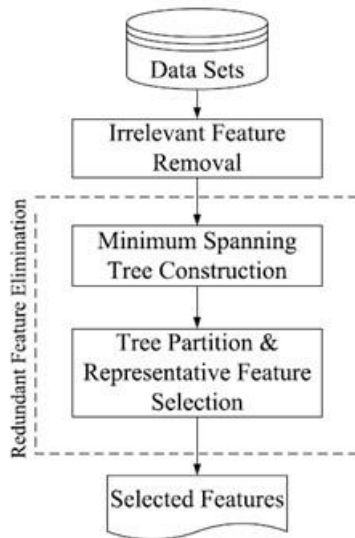 Data Sets
Irrelevant Feature
Removal
Redundant Feature Elimination
Minimum Spanning
Tree Construction
Tree Partition &
Representative Feature
Selection
Selected Features